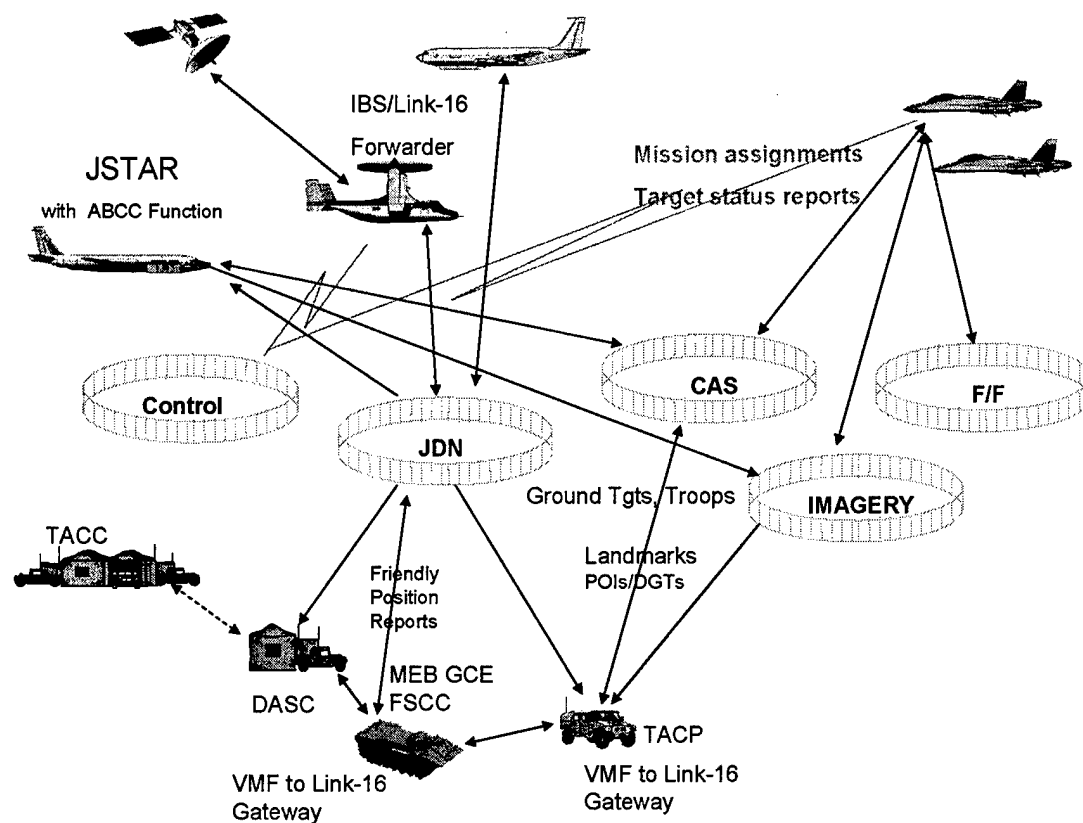 IBS/Link-16
Forwarder
JSTAR
with ABCC Function
Mission assignments
Target status reports
Control
JDN
CAS
F/F
IMAGERY
Ground Tgts, Troops
Landmarks
POIs/DGTs
TACC
Friendly
Position
Reports
DASC
MEB GCE
FSCC
TACP
VMF to Link-16
Gateway
VMF to Link-16
Gateway